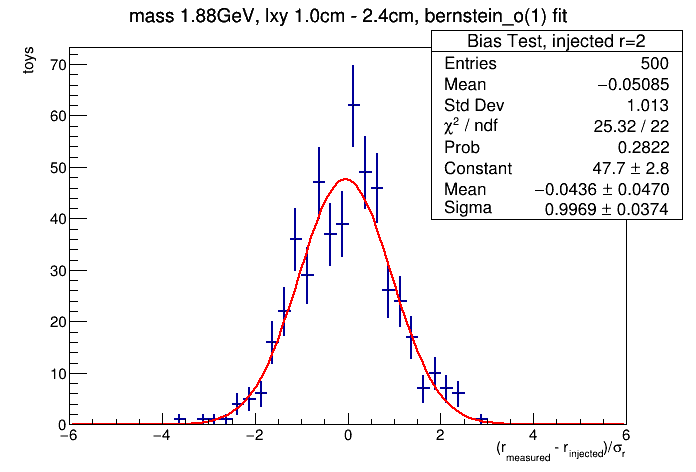 mass 1.88GeV, lxy 1.0cm - 2.4cm, bernstein_o(1) fit
Bias Test, injected r=2
Entries 500
Mean −0.05085
Std Dev 1.013
χ² / ndf 25.32 / 22
Prob 0.2822
Constant 47.7 ± 2.8
Mean −0.0436 ± 0.0470
Sigma 0.9969 ± 0.0374
toys
70
60
50
40
30
20
10
0
−6 −4 −2 0 2 4 6
(r_measured - r_injected)/σ_r